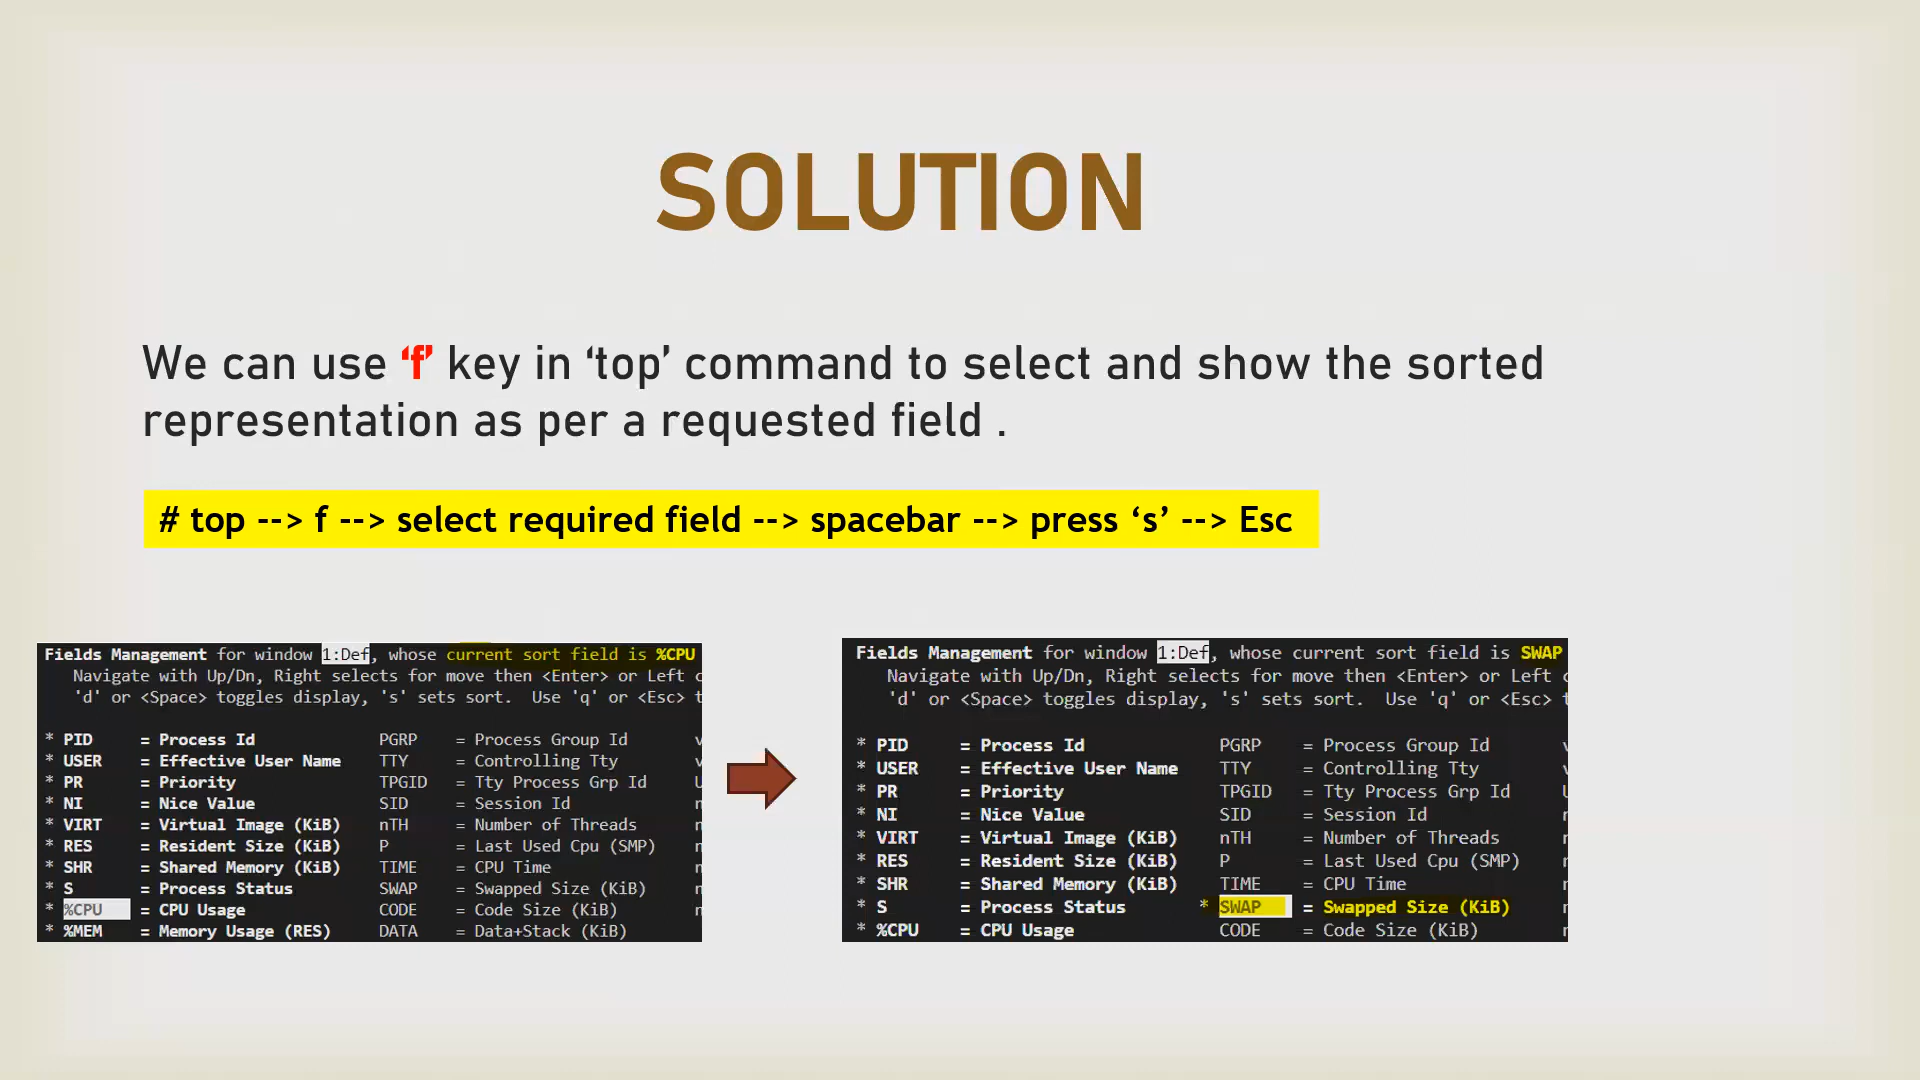 SOLUTION
We can use ‘f’ key in ‘top’ command to select and show the sorted
representation as per a requested field .
# top --> f --> select required field --> spacebar --> press ‘s’ --> Esc
Fields Management for window 1:Def, whose current sort field is %CPU
Navigate with Up/Dn, Right selects for move then <Enter> or Left
'd' or <Space> toggles display, 's' sets sort. Use 'q' or <Esc>
* PID = Process Id PGRP = Process Group Id
* USER = Effective User Name TTY = Controlling Tty
* PR = Priority TPGID = Tty Process Grp Id
* NI = Nice Value SID = Session Id
* VIRT = Virtual Image (KiB) nTH = Number of Threads
* RES = Resident Size (KiB) P = Last Used Cpu (SMP)
* SHR = Shared Memory (KiB) TIME = CPU Time
* S = Process Status SWAP = Swapped Size (KiB)
* %CPU = CPU Usage CODE = Code Size (KiB)
* %MEM = Memory Usage (RES) DATA = Data+Stack (KiB)
Fields Management for window 1:Def, whose current sort field is SWAP
Navigate with Up/Dn, Right selects for move then <Enter> or Left
'd' or <Space> toggles display, 's' sets sort. Use 'q' or <Esc>
* PID = Process Id PGRP = Process Group Id
* USER = Effective User Name TTY = Controlling Tty
* PR = Priority TPGID = Tty Process Grp Id
* NI = Nice Value SID = Session Id
* VIRT = Virtual Image (KiB) nTH = Number of Threads
* RES = Resident Size (KiB) P = Last Used Cpu (SMP)
* SHR = Shared Memory (KiB) TIME = CPU Time
* S = Process Status * SWAP = Swapped Size (KiB)
* %CPU = CPU Usage CODE = Code Size (KiB)